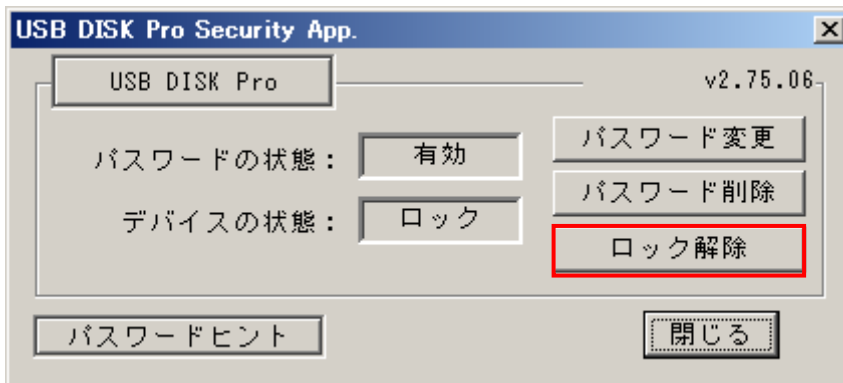 USB DISK Pro Security App.
USB DISK Pro
v2.75.06
パスワードの状態：
有効
パスワード変更
パスワード削除
デバイスの状態：
ロック
ロック解除
パスワードヒント
閉じる